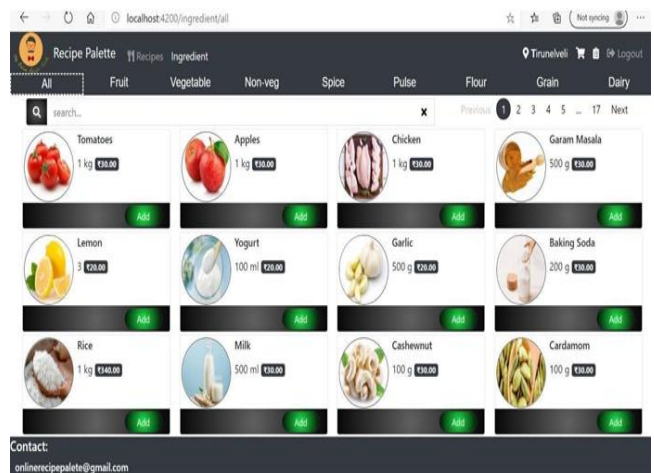 localhost:4200/ingredient/all
Not syncing
Recipe Palette Recipes Ingredient Tirunelveli Logout
All Fruit Vegetable Non-veg Spice Pulse Flour Grain Dairy
search... Previous 1 2 3 4 5 ... 17 Next
Tomatoes Apples Chicken Garam Masala
1 kg ₹30.00 1 kg ₹30.00 1 kg ₹30.00 500 g ₹30.00
Add Add Add Add
Lemon Yogurt Garlic Baking Soda
3 ₹20.00 100 ml ₹20.00 500 g ₹20.00 200 g ₹30.00
Add Add Add Add
Rice Milk Cashewnut Cardamom
1 kg ₹340.00 500 ml ₹30.00 100 g ₹30.00 100 g ₹30.00
Add Add Add Add
Contact:
onlinerecipepalete@gmail.com